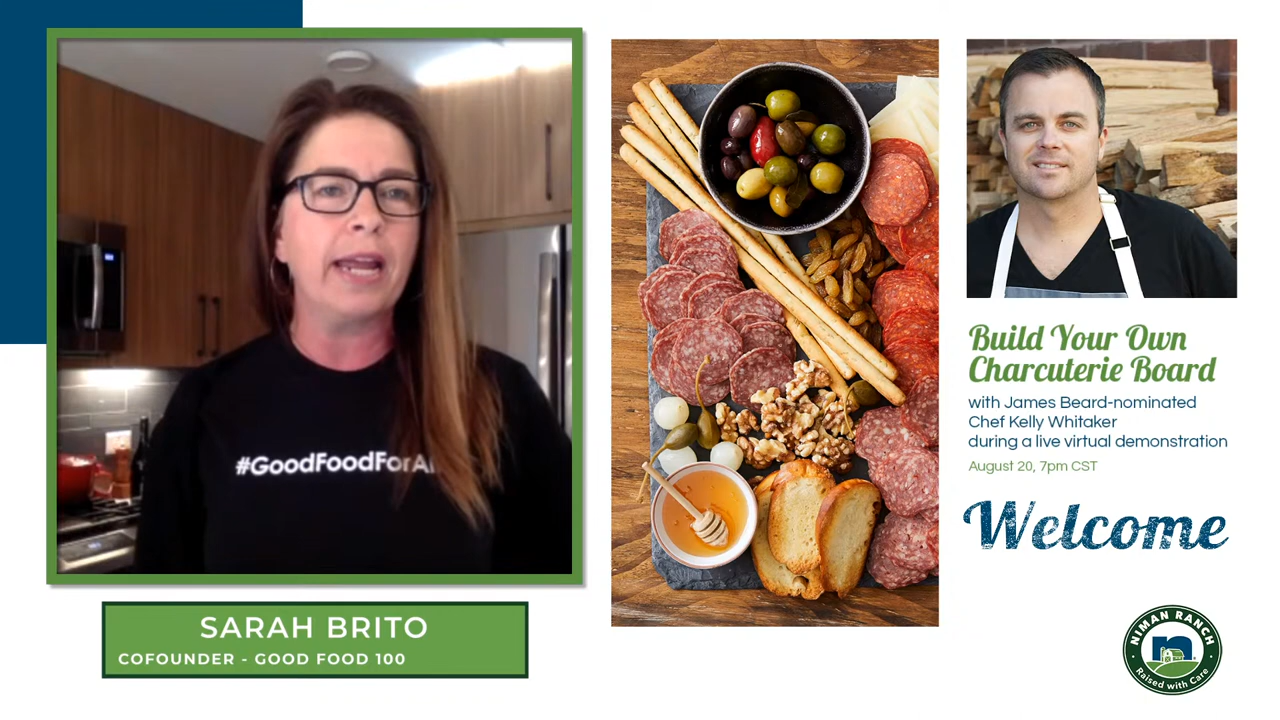 #GoodFoodForA
SARAH BRITO
COFOUNDER - GOOD FOOD 100
Build Your Own
Charcuterie Board
with James Beard-nominated
Chef Kelly Whitaker
during a live virtual demonstration
August 20, 7pm CST
Welcome
NIMAN RANCH
n
Raised with Care